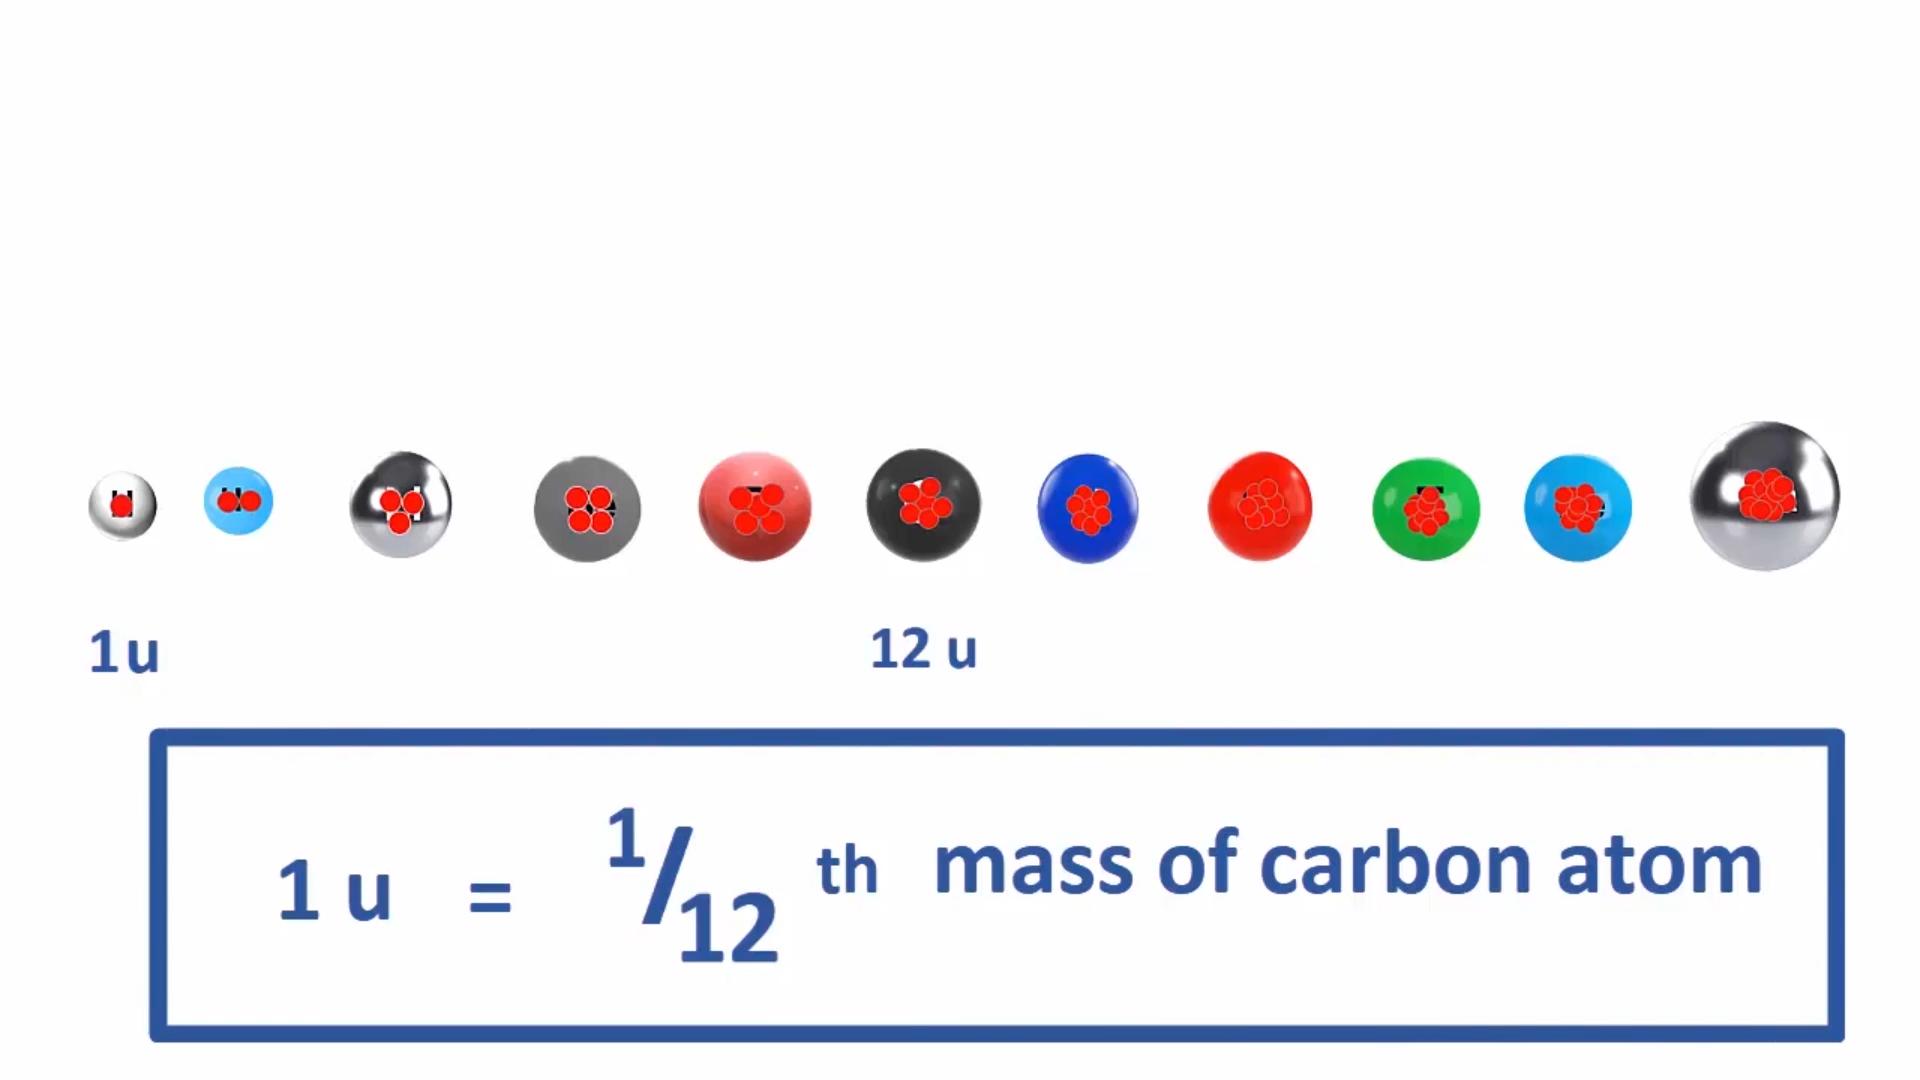 1 u
12 u
1 u = 1/12 th mass of carbon atom